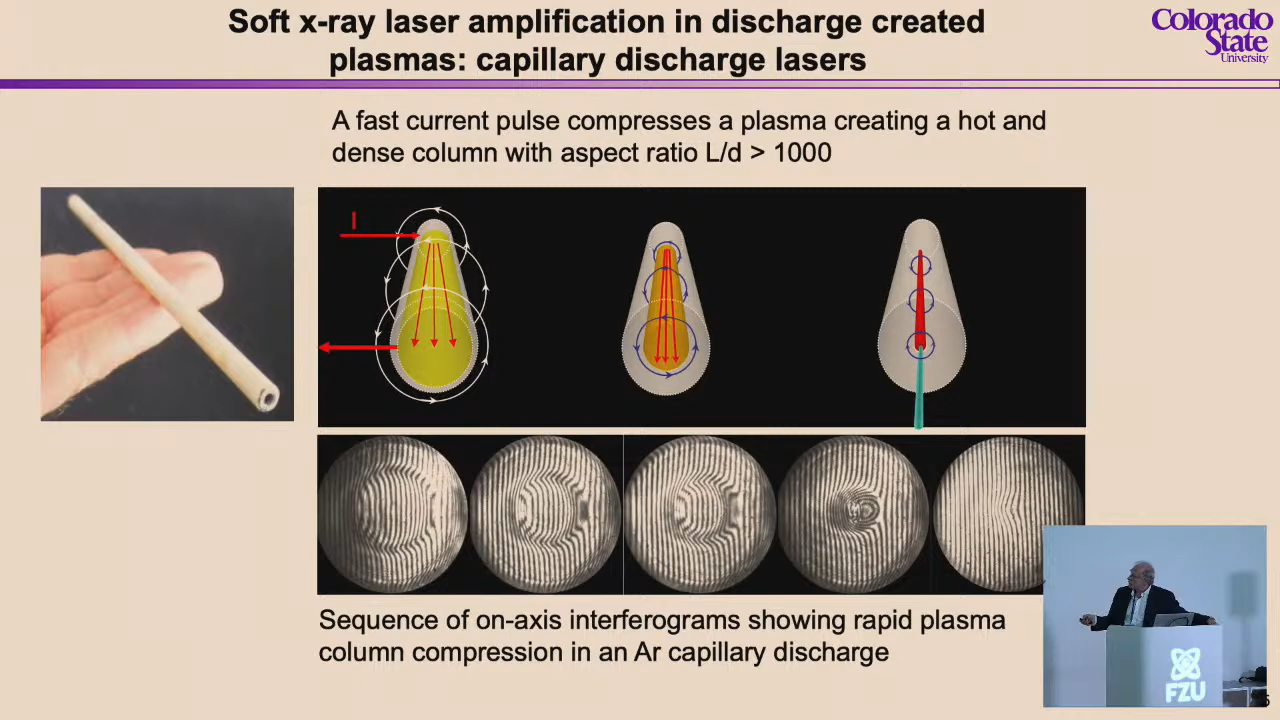 Soft x-ray laser amplification in discharge created
plasmas: capillary discharge lasers
Colorado
State
University
A fast current pulse compresses a plasma creating a hot and
dense column with aspect ratio L/d > 1000
I
Sequence of on-axis interferograms showing rapid plasma
column compression in an Ar capillary discharge
FZU